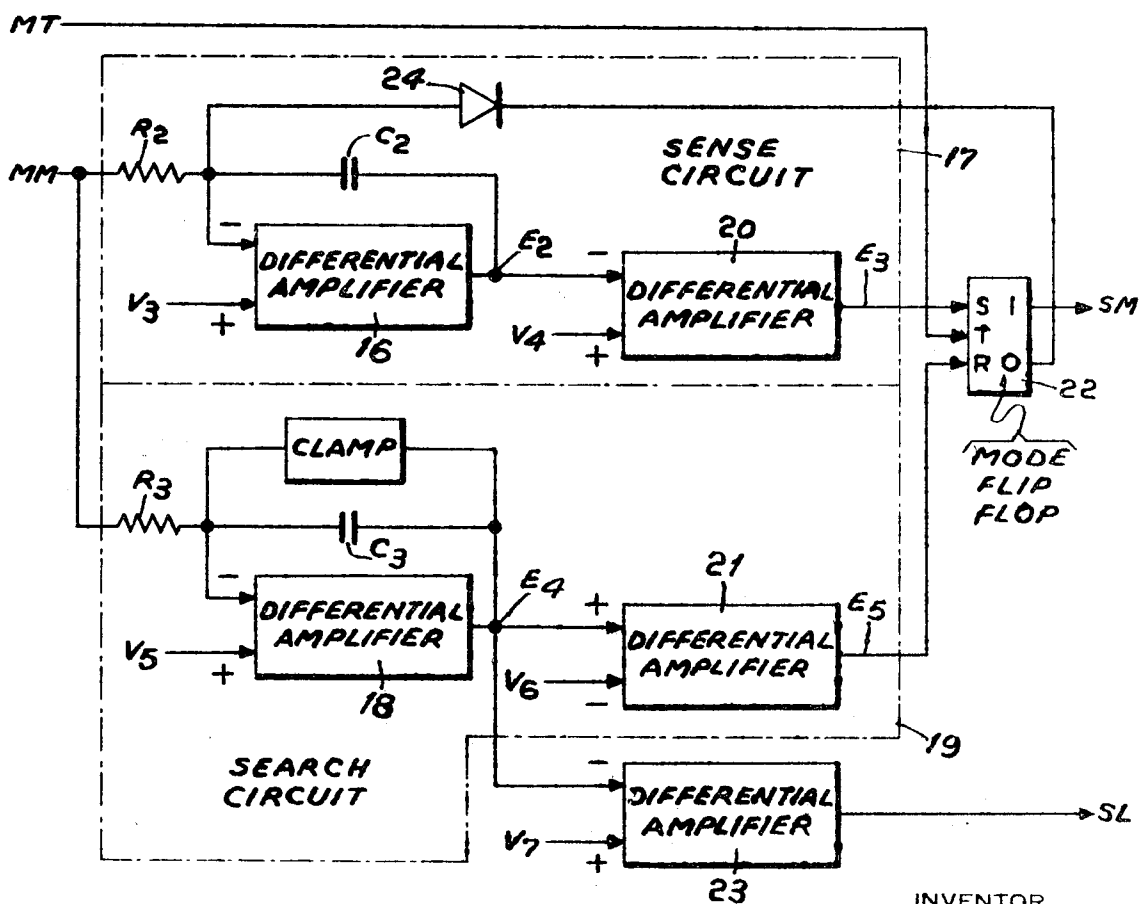 MT
24
R2
C2
SENSE
CIRCUIT
17
MM
−
DIFFERENTIAL
AMPLIFIER
V3
+
16
E2
−
20
DIFFERENTIAL
AMPLIFIER
V4
+
E3
S I
T
R O
SM
22
MODE
FLIP
FLOP
CLAMP
R3
C3
−
DIFFERENTIAL
AMPLIFIER
V5
+
18
E4
+
21
DIFFERENTIAL
AMPLIFIER
V6
−
E5
19
SEARCH
CIRCUIT
−
DIFFERENTIAL
AMPLIFIER
V7
+
23
SL
INVENTOR